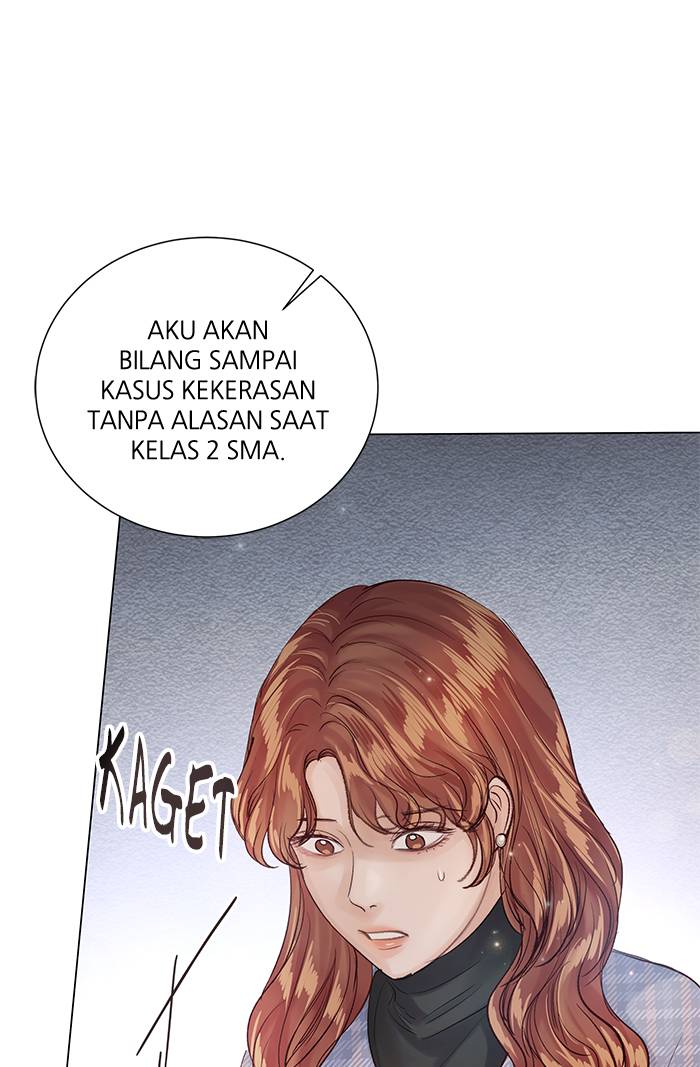 AKU AKAN
BILANG SAMPAI
KASUS KEKERASAN
TANPA ALASAN SAAT
KELAS 2 SMA.
KAGET